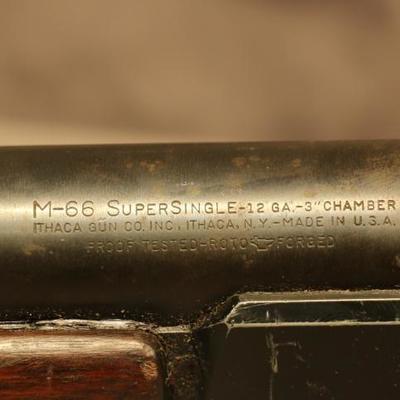 M-66 SUPERSINGLE-12 GA.-3" CHAMBER
ITHACA GUN CO. INC, ITHACA, N.Y.-MADE IN U.S.A.
PROOF TESTED-ROTO FORGED